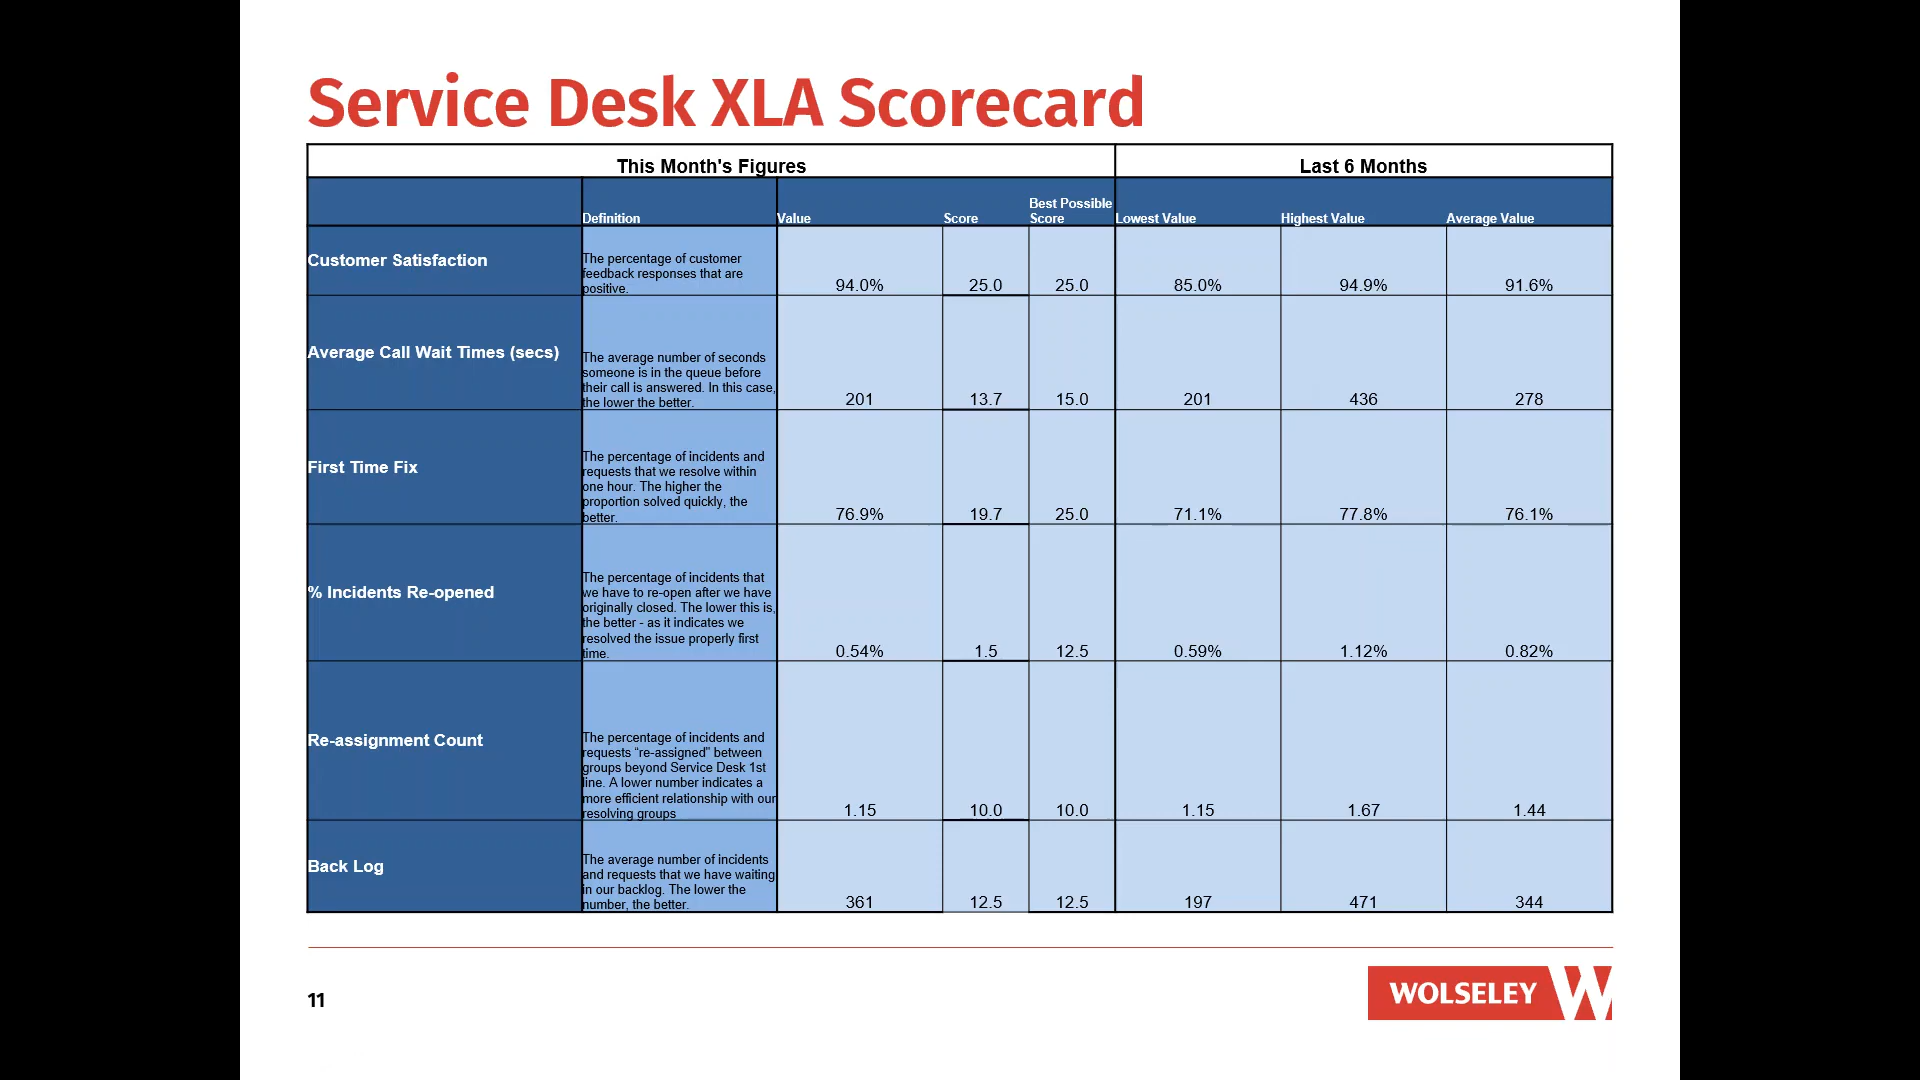 Service Desk XLA Scorecard
This Month's Figures
Last 6 Months
Definition
Value
Score
Best Possible
Score
Lowest Value
Highest Value
Average Value
Customer Satisfaction
The percentage of customer
feedback responses that are
positive.
94.0%
25.0
25.0
85.0%
94.9%
91.6%
Average Call Wait Times (secs)
The average number of seconds
someone is in the queue before
their call is answered. In this case,
the lower the better.
201
13.7
15.0
201
436
278
First Time Fix
The percentage of incidents and
requests that we resolve within
one hour. The higher the
proportion solved quickly, the
better.
76.9%
19.7
25.0
71.1%
77.8%
76.1%
% Incidents Re-opened
The percentage of incidents that
we have to re-open after we have
originally closed. The lower this is,
the better - as it indicates we
resolved the issue properly first
time.
0.54%
1.5
12.5
0.59%
1.12%
0.82%
Re-assignment Count
The percentage of incidents and
requests “re-assigned” between
groups beyond Service Desk 1st
line. A lower number indicates a
more efficient relationship with our
resolving groups
1.15
10.0
10.0
1.15
1.67
1.44
Back Log
The average number of incidents
and requests that we have waiting
in our backlog. The lower the
number, the better.
361
12.5
12.5
197
471
344
11
WOLSELEY